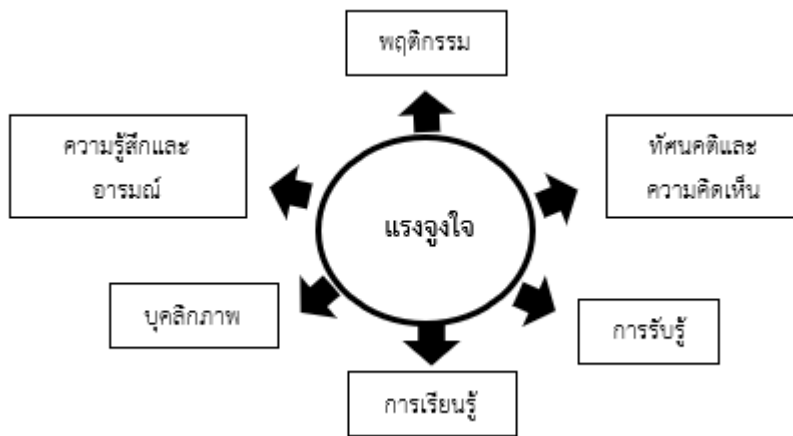 พฤติกรรม
ความรู้สึกและ
อารมณ์
ทัศนคติและ
ความคิดเห็น
แรงจูงใจ
บุคลิกภาพ
การรับรู้
การเรียนรู้